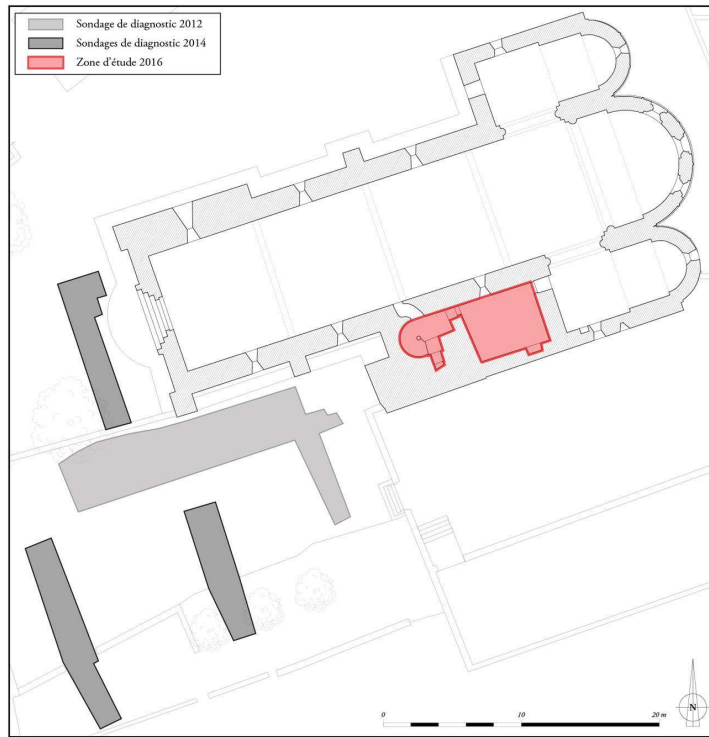 Sondage de diagnostic 2012
Sondages de diagnostic 2014
Zone d'étude 2016
N
0 10 20 m